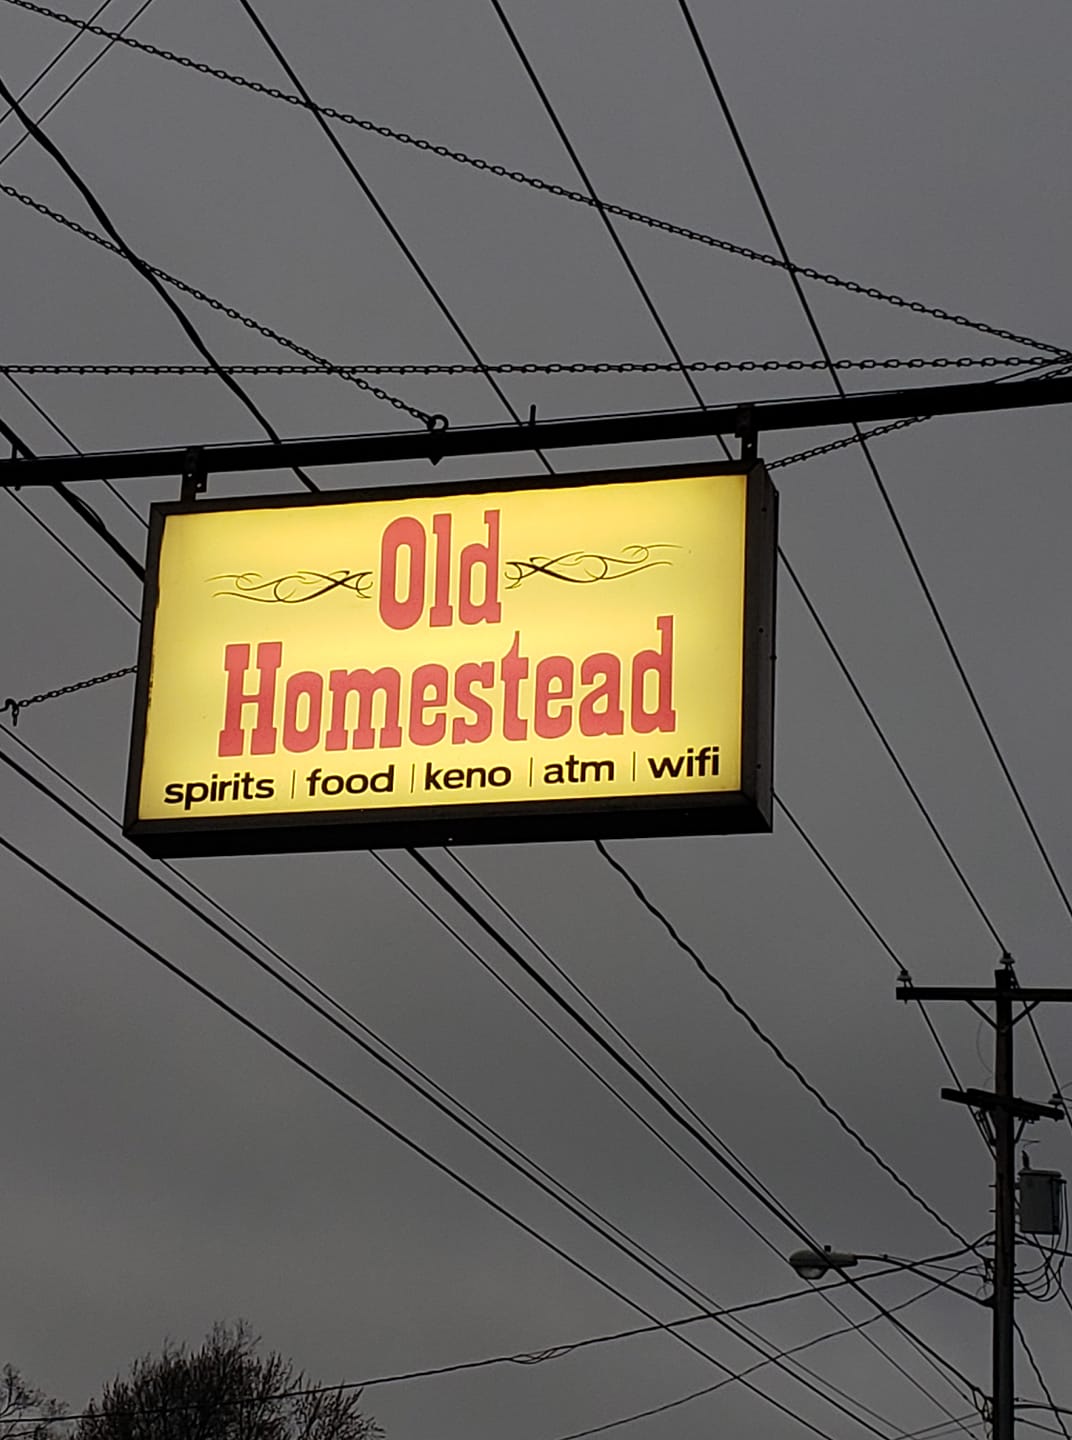 Old
Homestead
spirits | food | keno | atm | wifi